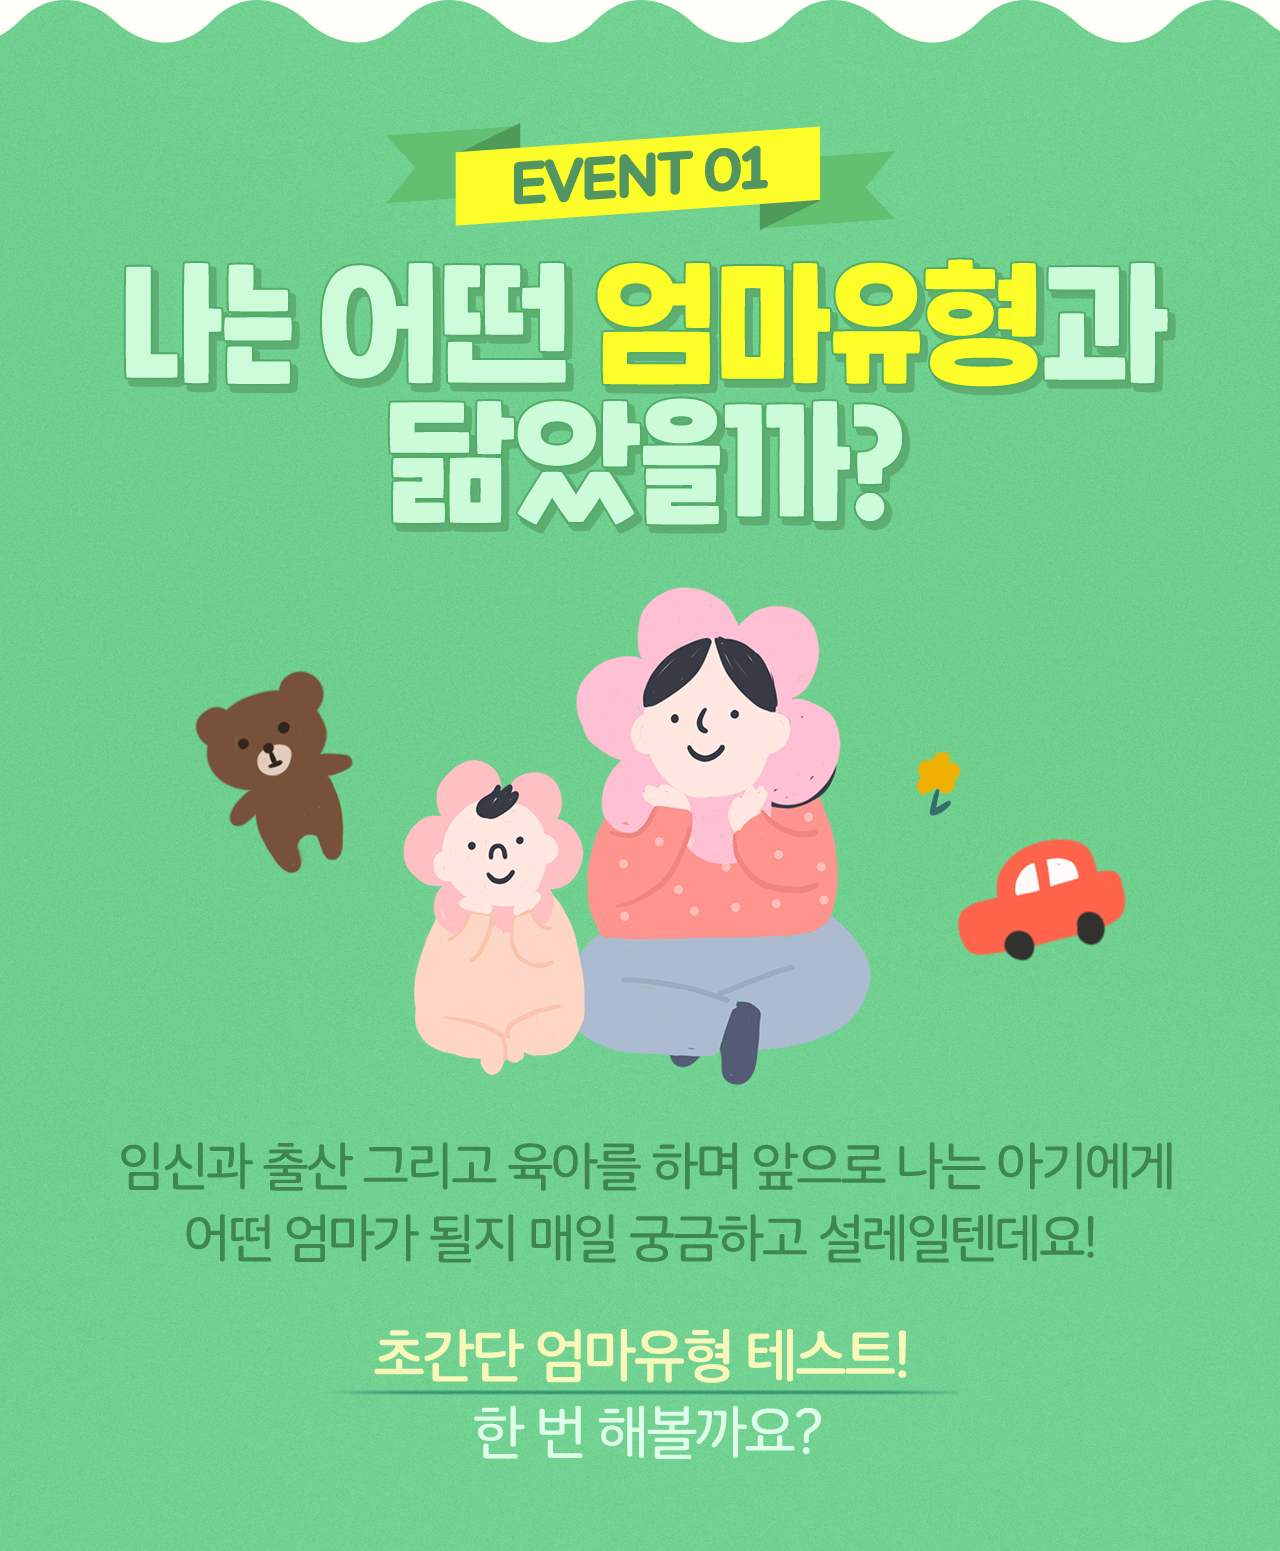 EVENT 01
나는 어떤 엄마유형과
닮았을까?
임신과 출산 그리고 육아를 하며 앞으로 나는 아기에게
어떤 엄마가 될지 매일 궁금하고 설레일텐데요!
초간단 엄마유형 테스트!
한 번 해볼까요?